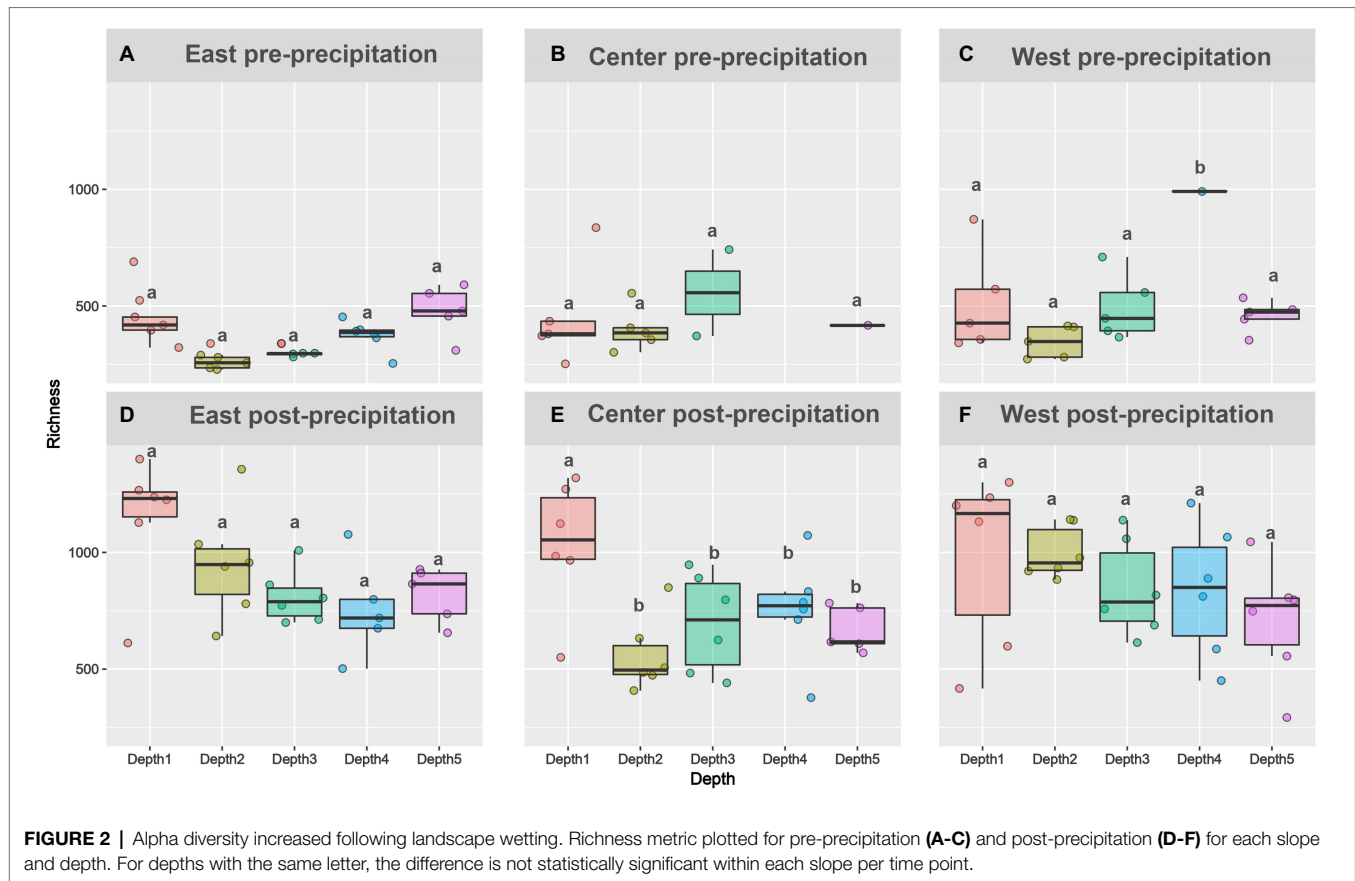 A East pre-precipitation
B Center pre-precipitation
C West pre-precipitation
1000
500
a a a a a
a a a a
a a a b a
Richness
D East post-precipitation
E Center post-precipitation
F West post-precipitation
1000
500
a a a a a
a b b b b
a a a a a
Depth1 Depth2 Depth3 Depth4 Depth5
Depth1 Depth2 Depth3 Depth4 Depth5
Depth1 Depth2 Depth3 Depth4 Depth5
Depth
FIGURE 2 | Alpha diversity increased following landscape wetting. Richness metric plotted for pre-precipitation (A-C) and post-precipitation (D-F) for each slope
and depth. For depths with the same letter, the difference is not statistically significant within each slope per time point.